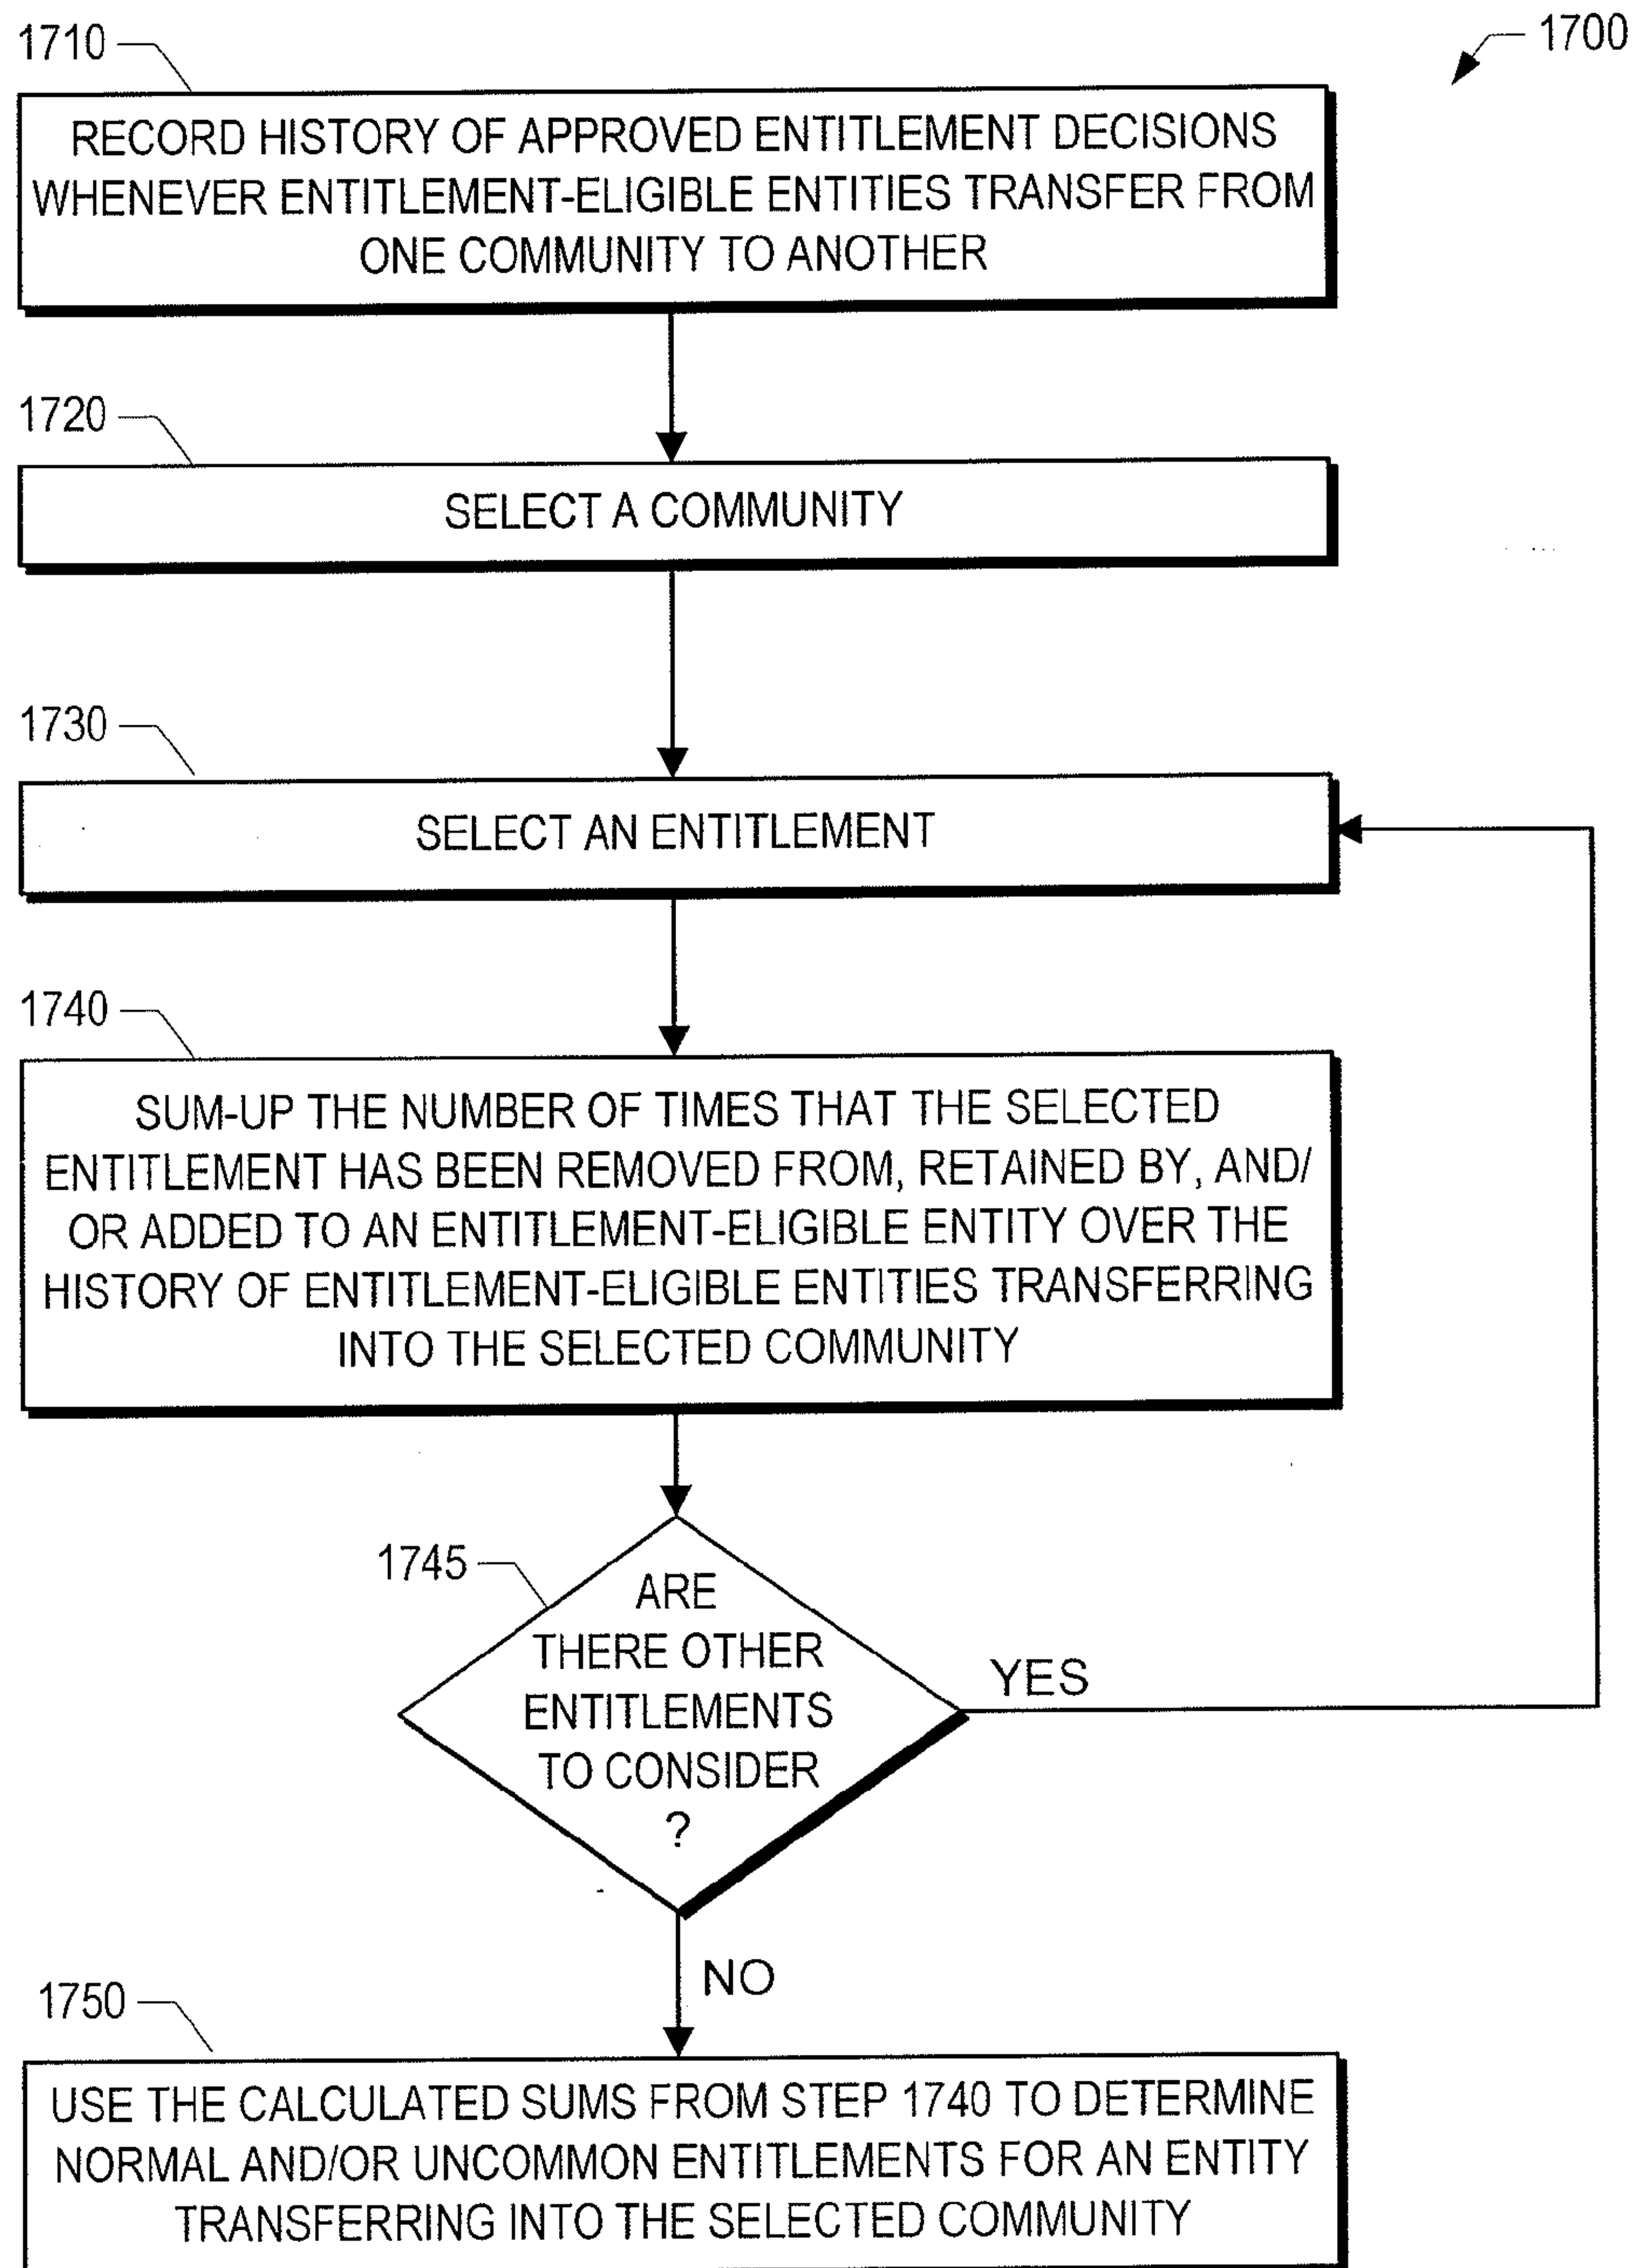 1710
1700
RECORD HISTORY OF APPROVED ENTITLEMENT DECISIONS
WHENEVER ENTITLEMENT-ELIGIBLE ENTITIES TRANSFER FROM
ONE COMMUNITY TO ANOTHER
1720
SELECT A COMMUNITY
1730
SELECT AN ENTITLEMENT
1740
SUM-UP THE NUMBER OF TIMES THAT THE SELECTED
ENTITLEMENT HAS BEEN REMOVED FROM, RETAINED BY, AND/
OR ADDED TO AN ENTITLEMENT-ELIGIBLE ENTITY OVER THE
HISTORY OF ENTITLEMENT-ELIGIBLE ENTITIES TRANSFERRING
INTO THE SELECTED COMMUNITY
1745
ARE
THERE OTHER
ENTITLEMENTS
TO CONSIDER
?
YES
NO
1750
USE THE CALCULATED SUMS FROM STEP 1740 TO DETERMINE
NORMAL AND/OR UNCOMMON ENTITLEMENTS FOR AN ENTITY
TRANSFERRING INTO THE SELECTED COMMUNITY